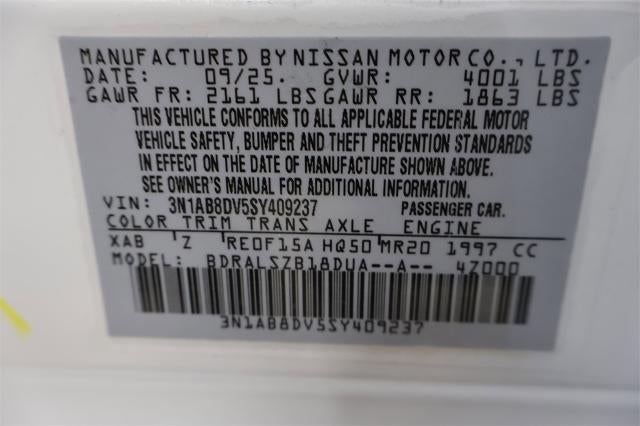 MANUFACTURED BY NISSAN MOTOR CO., LTD.
DATE: 09/25. GVWR: 4001 LBS
GAWR FR: 2161 LBS GAWR RR: 1863 LBS
THIS VEHICLE CONFORMS TO ALL APPLICABLE FEDERAL MOTOR
VEHICLE SAFETY, BUMPER AND THEFT PREVENTION STANDARDS
IN EFFECT ON THE DATE OF MANUFACTURE SHOWN ABOVE.
SEE OWNER'S MANUAL FOR ADDITIONAL INFORMATION.
VIN: 3N1AB8DV5SY409237 PASSENGER CAR.
COLOR TRIM TRANS AXLE ENGINE
XAB Z RE0F15A HQ50 MR20 1997 CC
MODEL: BDRALSZB18DUA--A-- 4Z000
3N1AB8DV5SY409237